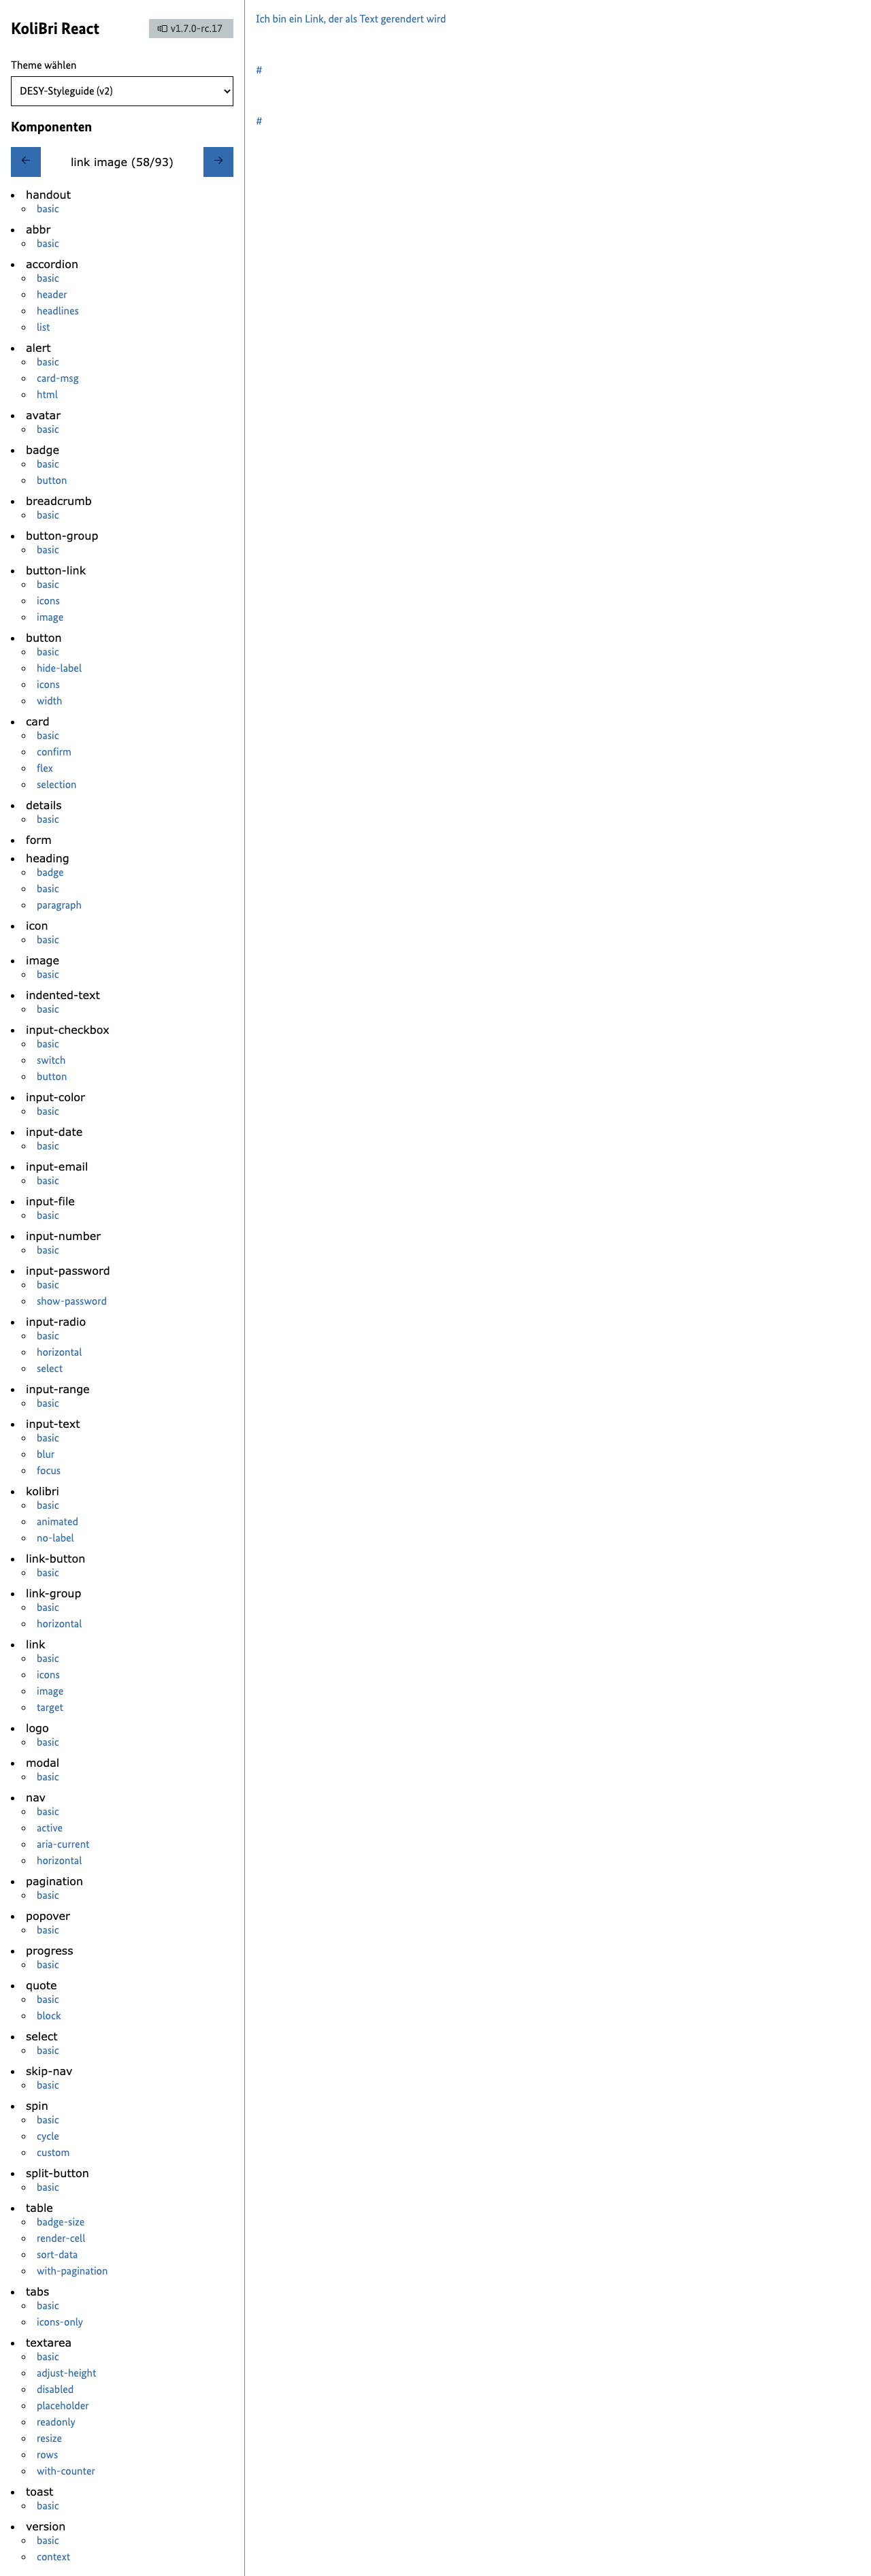 KoliBri React
v1.7.0-rc.17
Theme wählen
DESY-Styleguide (v2)
Komponenten
←
link image (58/93)
→
handout
basic
abbr
basic
accordion
basic
header
headlines
list
alert
basic
card-msg
html
avatar
basic
badge
basic
button
breadcrumb
basic
button-group
basic
button-link
basic
icons
image
button
basic
hide-label
icons
width
card
basic
confirm
flex
selection
details
basic
form
heading
badge
basic
paragraph
icon
basic
image
basic
indented-text
basic
input-checkbox
basic
switch
button
input-color
basic
input-date
basic
input-email
basic
input-file
basic
input-number
basic
input-password
basic
show-password
input-radio
basic
horizontal
select
input-range
basic
input-text
basic
blur
focus
kolibri
basic
animated
no-label
link-button
basic
link-group
basic
horizontal
link
basic
icons
image
target
logo
basic
modal
basic
nav
basic
active
aria-current
horizontal
pagination
basic
popover
basic
progress
basic
quote
basic
block
select
basic
skip-nav
basic
spin
basic
cycle
custom
split-button
basic
table
badge-size
render-cell
sort-data
with-pagination
tabs
basic
icons-only
textarea
basic
adjust-height
disabled
placeholder
readonly
resize
rows
with-counter
toast
basic
version
basic
context
Ich bin ein Link, der als Text gerendert wird
#
#